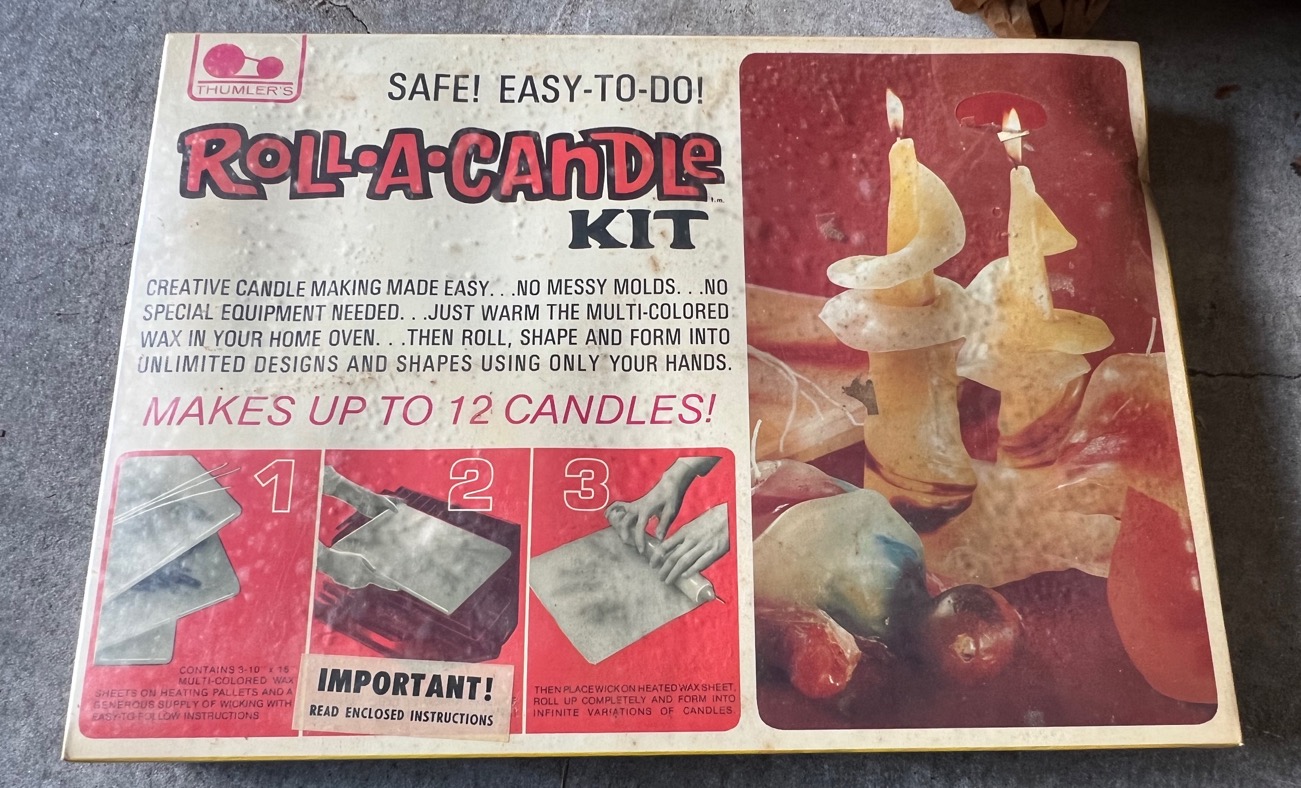 THUMLER'S
SAFE! EASY-TO-DO!
ROLL·A·CANDLE
t.m.
KIT
CREATIVE CANDLE MAKING MADE EASY. . .NO MESSY MOLDS. . .NO
SPECIAL EQUIPMENT NEEDED. . .JUST WARM THE MULTI-COLORED
WAX IN YOUR HOME OVEN. . .THEN ROLL, SHAPE AND FORM INTO
UNLIMITED DESIGNS AND SHAPES USING ONLY YOUR HANDS.
MAKES UP TO 12 CANDLES!
1
CONTAINS 3-10" x 15"
MULTI-COLORED WAX
SHEETS ON HEATING PALLETS AND A
GENEROUS SUPPLY OF WICKING WITH
EASY-TO-FOLLOW INSTRUCTIONS
2
IMPORTANT!
READ ENCLOSED INSTRUCTIONS
3
THEN PLACE WICK ON HEATED WAX SHEET,
ROLL UP COMPLETELY AND FORM INTO
INFINITE VARIATIONS OF CANDLES.